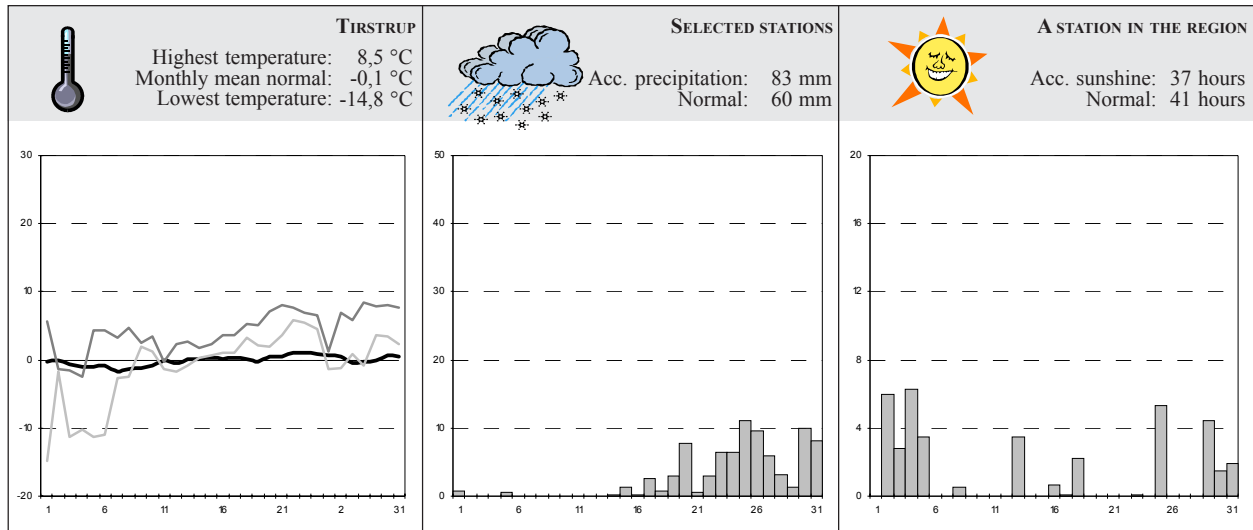 TIRSTRUP
Highest temperature: 8,5 °C
Monthly mean normal: -0,1 °C
Lowest temperature: -14,8 °C
30
20
10
0
-10
-20
1 6 11 16 21 2 31
SELECTED STATIONS
Acc. precipitation: 83 mm
Normal: 60 mm
50
40
30
20
10
0
1 6 11 16 21 26 31
A STATION IN THE REGION
Acc. sunshine: 37 hours
Normal: 41 hours
20
16
12
8
4
0
1 6 11 16 21 26 31